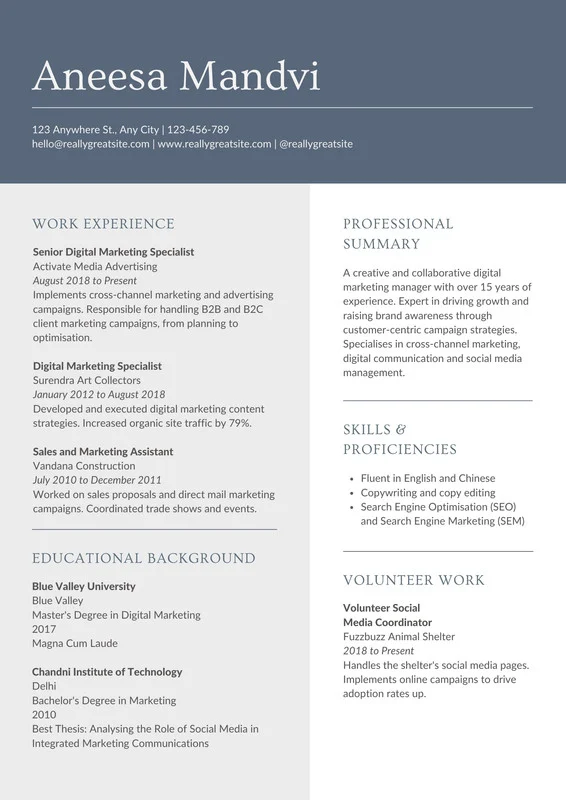 Aneesa Mandvi
123 Anywhere St., Any City | 123-456-789
hello@reallygreatsite.com | www.reallygreatsite.com | @reallygreatsite
WORK EXPERIENCE
Senior Digital Marketing Specialist
Activate Media Advertising
August 2018 to Present
Implements cross-channel marketing and advertising
campaigns. Responsible for handling B2B and B2C
client marketing campaigns, from planning to
optimisation.
Digital Marketing Specialist
Surendra Art Collectors
January 2012 to August 2018
Developed and executed digital marketing content
strategies. Increased organic site traffic by 79%.
Sales and Marketing Assistant
Vandana Construction
July 2010 to December 2011
Worked on sales proposals and direct mail marketing
campaigns. Coordinated trade shows and events.
EDUCATIONAL BACKGROUND
Blue Valley University
Blue Valley
Master's Degree in Digital Marketing
2017
Magna Cum Laude
Chandni Institute of Technology
Delhi
Bachelor's Degree in Marketing
2010
Best Thesis: Analysing the Role of Social Media in
Integrated Marketing Communications
PROFESSIONAL
SUMMARY
A creative and collaborative digital
marketing manager with over 15 years of
experience. Expert in driving growth and
raising brand awareness through
customer-centric campaign strategies.
Specialises in cross-channel marketing,
digital communication and social media
management.
SKILLS &
PROFICIENCIES
• Fluent in English and Chinese
• Copywriting and copy editing
• Search Engine Optimisation (SEO)
and Search Engine Marketing (SEM)
VOLUNTEER WORK
Volunteer Social
Media Coordinator
Fuzzbuzz Animal Shelter
2018 to Present
Handles the shelter's social media pages.
Implements online campaigns to drive
adoption rates up.